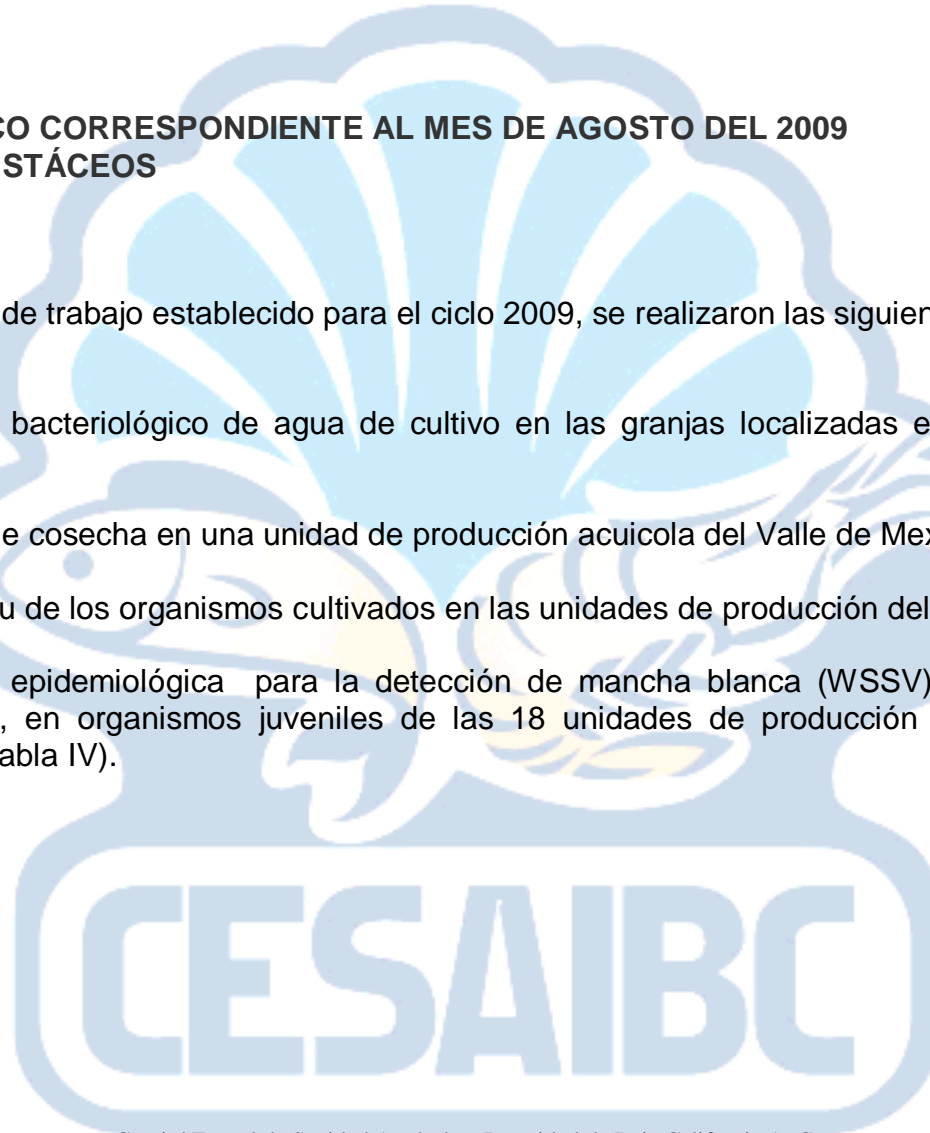 CO CORRESPONDIENTE AL MES DE AGOSTO DEL 2009
STÁCEOS
de trabajo establecido para el ciclo 2009, se realizaron las siguien
bacteriológico de agua de cultivo en las granjas localizadas e
e cosecha en una unidad de producción acuicola del Valle de Mex
u de los organismos cultivados en las unidades de producción del
epidemiológica para la detección de mancha blanca (WSSV)
, en organismos juveniles de las 18 unidades de producción
abla IV).
CESAIBC